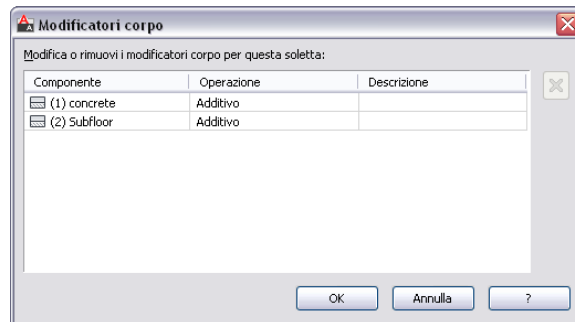 Modificatori corpo
Modifica o rimuovi i modificatori corpo per questa soletta:
Componente Operazione Descrizione
(1) concrete Additivo
(2) Subfloor Additivo
OK Annulla ?